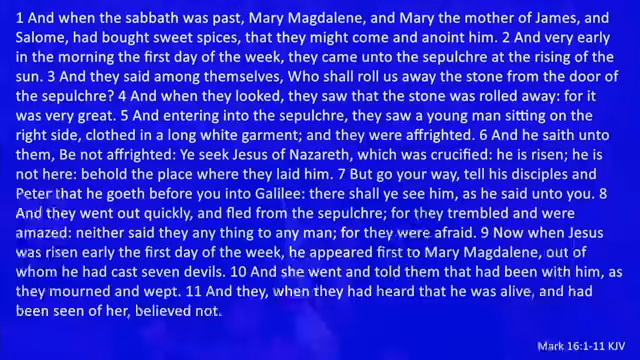 1 And when the sabbath was past, Mary Magdalene, and Mary the mother of James, and
Salome, had bought sweet spices, that they might come and anoint him. 2 And very early
in the morning the first day of the week, they came unto the sepulchre at the rising of the
sun. 3 And they said among themselves, Who shall roll us away the stone from the door of
the sepulchre? 4 And when they looked, they saw that the stone was rolled away: for it
was very great. 5 And entering into the sepulchre, they saw a young man sitting on the
right side, clothed in a long white garment; and they were affrighted. 6 And he saith unto
them, Be not affrighted: Ye seek Jesus of Nazareth, which was crucified: he is risen; he is
not here: behold the place where they laid him. 7 But go your way, tell his disciples and
Peter that he goeth before you into Galilee: there shall ye see him, as he said unto you. 8
And they went out quickly, and fled from the sepulchre; for they trembled and were
amazed: neither said they any thing to any man; for they were afraid. 9 Now when Jesus
was risen early the first day of the week, he appeared first to Mary Magdalene, out of
whom he had cast seven devils. 10 And she went and told them that had been with him, as
they mourned and wept. 11 And they, when they had heard that he was alive, and had
been seen of her, believed not.
Mark 16:1-11 KJV